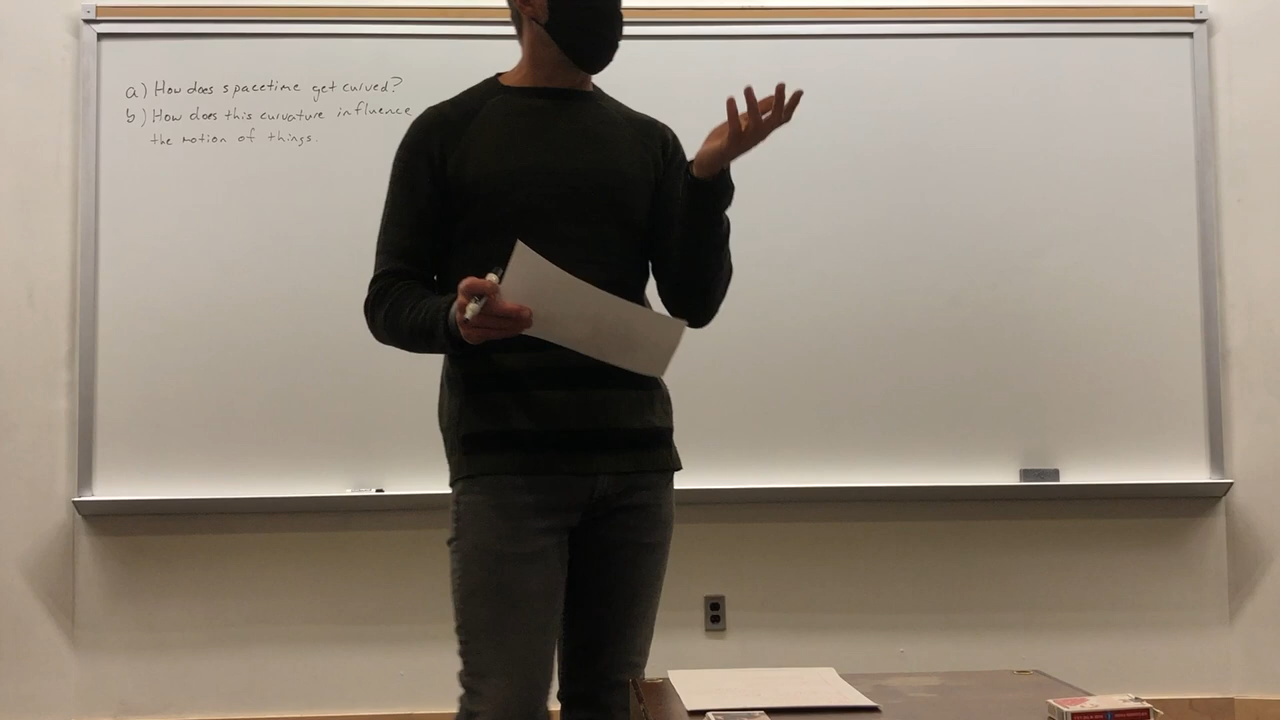 a) How does spacetime get curved?
b) How does this curvature influence
the motion of things.